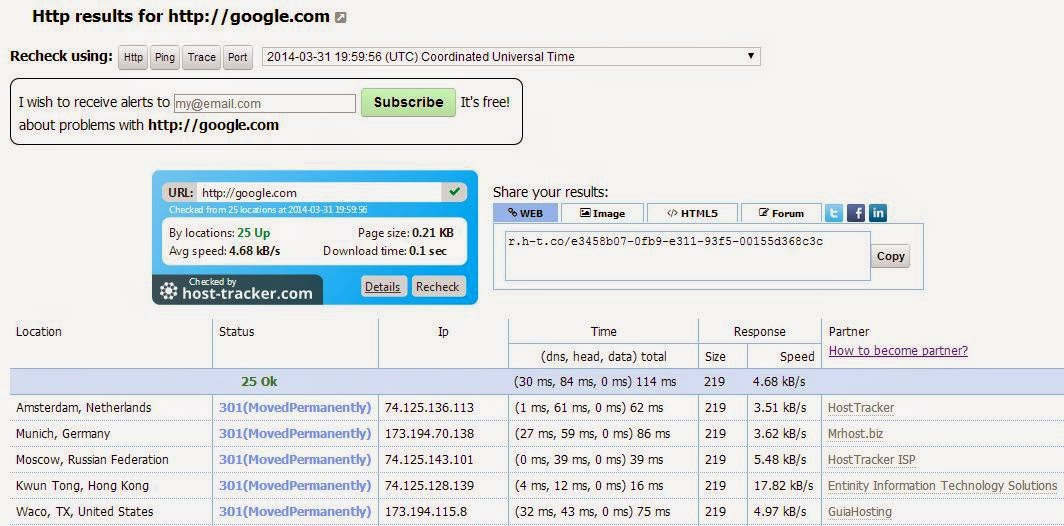 Http results for http://google.com
Recheck using: Http Ping Trace Port 2014-03-31 19:59:56 (UTC) Coordinated Universal Time
I wish to receive alerts to my@email.com Subscribe It's free!
about problems with http://google.com
URL: http://google.com
Checked from 25 locations at 2014-03-31 19:59:56
By locations: 25 Up Page size: 0.21 KB
Avg speed: 4.68 kB/s Download time: 0.1 sec
Checked by
host-tracker.com
Details Recheck
Share your results:
WEB Image </> HTML5 Forum
r.h-t.co/e3458b07-0fb9-e311-93f5-00155d368c3c
Copy
Location Status Ip Time Response Partner
(dns, head, data) total Size Speed How to become partner?
25 Ok (30 ms, 84 ms, 0 ms) 114 ms 219 4.68 kB/s
Amsterdam, Netherlands 301(MovedPermanently) 74.125.136.113 (1 ms, 61 ms, 0 ms) 62 ms 219 3.51 kB/s HostTracker
Munich, Germany 301(MovedPermanently) 173.194.70.138 (27 ms, 59 ms, 0 ms) 86 ms 219 3.62 kB/s Mrhost.biz
Moscow, Russian Federation 301(MovedPermanently) 74.125.143.101 (0 ms, 39 ms, 0 ms) 39 ms 219 5.48 kB/s HostTracker ISP
Kwun Tong, Hong Kong 301(MovedPermanently) 74.125.128.139 (4 ms, 12 ms, 0 ms) 16 ms 219 17.82 kB/s Entinity Information Technology Solutions
Waco, TX, United States 301(MovedPermanently) 173.194.115.8 (32 ms, 43 ms, 0 ms) 75 ms 219 4.97 kB/s GuiaHosting